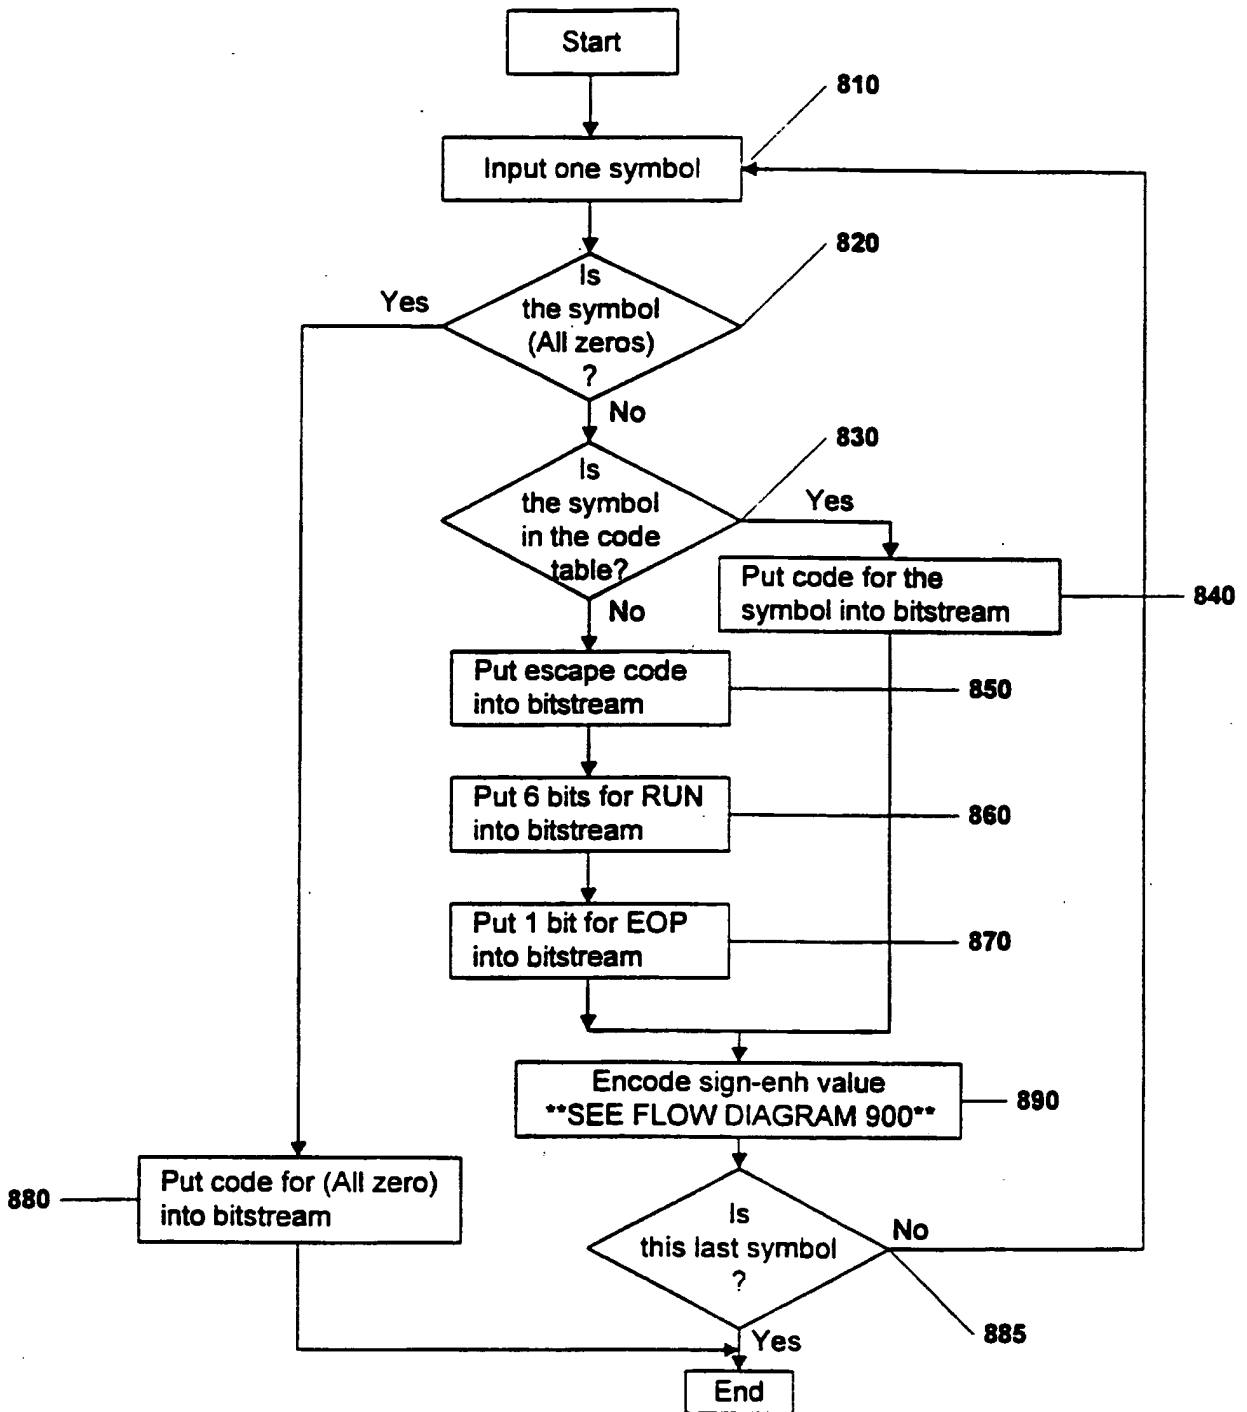 Start
810
Input one symbol
820
Yes
Is
the symbol
(All zeros)
?
No
830
Is
the symbol
in the code
table?
Yes
No
Put code for the
symbol into bitstream
840
Put escape code
into bitstream
850
Put 6 bits for RUN
into bitstream
860
Put 1 bit for EOP
into bitstream
870
Encode sign-enh value
**SEE FLOW DIAGRAM 900**
890
880
Put code for (All zero)
into bitstream
Is
this last symbol
?
No
885
Yes
End